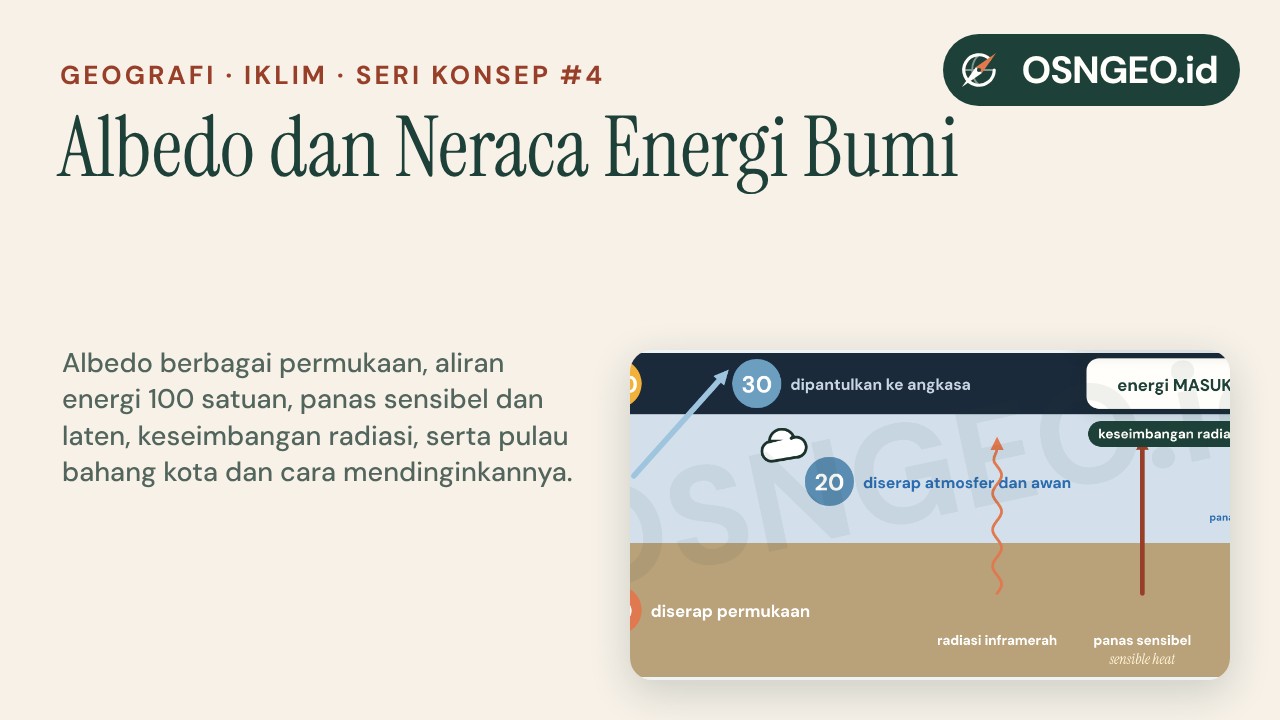 GEOGRAFI · IKLIM · SERI KONSEP #4
OSNGEO.id
Albedo dan Neraca Energi Bumi
Albedo berbagai permukaan, aliran
energi 100 satuan, panas sensibel dan
laten, keseimbangan radiasi, serta pulau
bahang kota dan cara mendinginkannya.
30 dipantulkan ke angkasa
energi MASUK
20 diserap atmosfer dan awan
diserap permukaan
radiasi inframerah
panas sensibel
sensible heat
OSNGEO.i